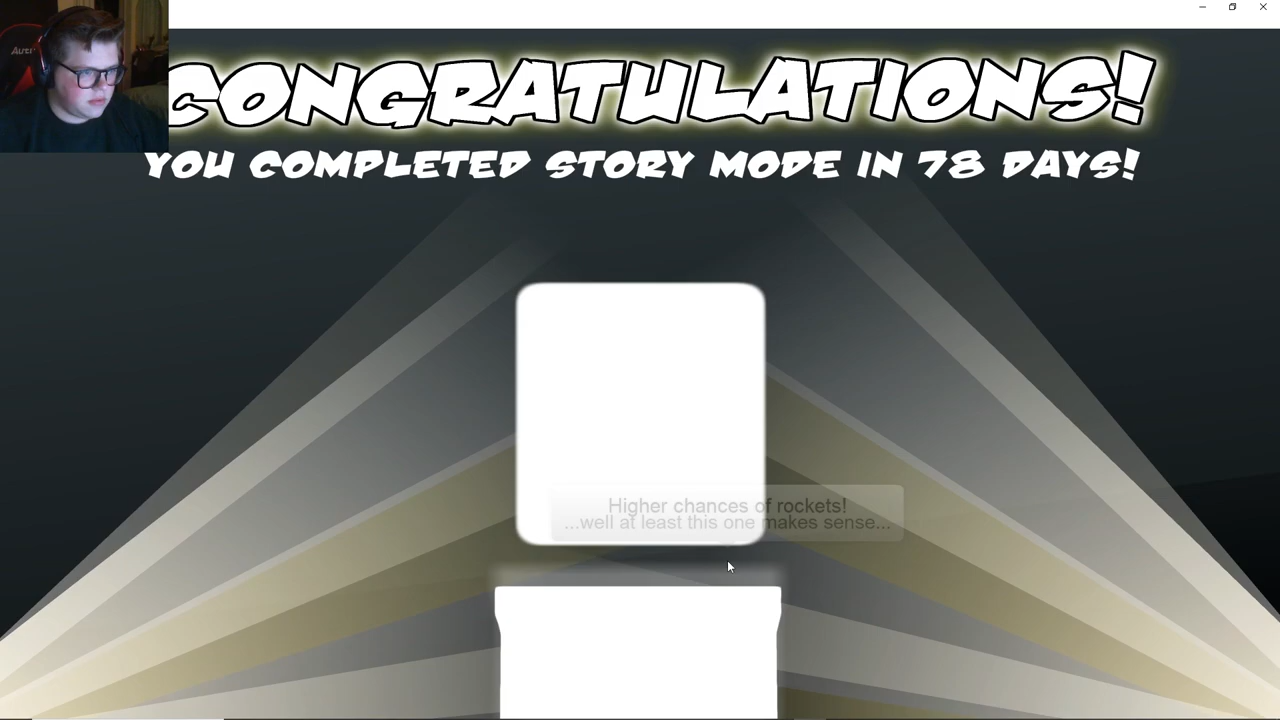 CONGRATULATIONS!
YOU COMPLETED STORY MODE IN 78 DAYS!
Higher chances of rockets!
...well at least this one makes sense...